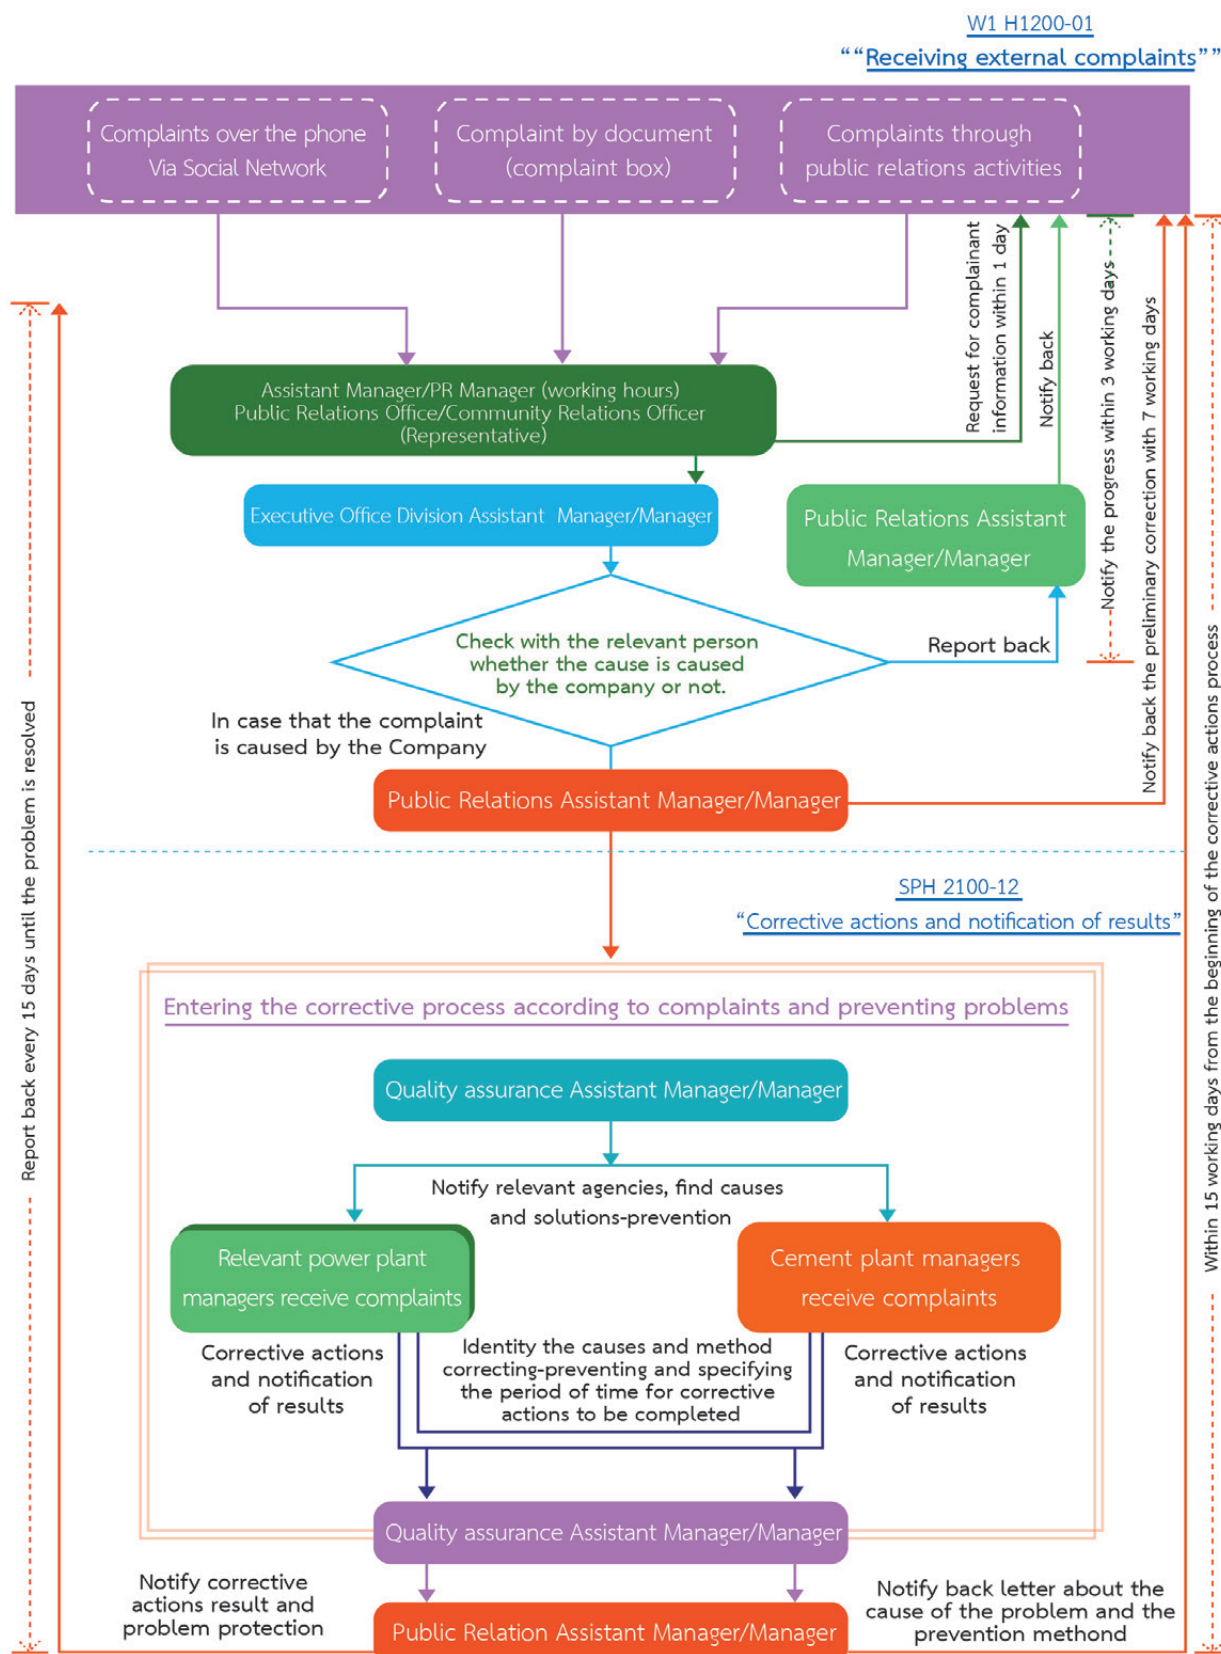 W1 H1200-01
““Receiving external complaints””
Complaints over the phone
Via Social Network
Complaint by document
(complaint box)
Complaints through
public relations activities
Request for complainant
information within 1 day
Notify back
Notify the progress within 3 working days
Notify back the preliminary correction with 7 working days
Assistant Manager/PR Manager (working hours)
Public Relations Office/Community Relations Officer
(Representative)
Executive Office Division Assistant Manager/Manager
Public Relations Assistant
Manager/Manager
Check with the relevant person
whether the cause is caused
by the company or not.
Report back
In case that the complaint
is caused by the Company
Public Relations Assistant Manager/Manager
Report back every 15 days until the problem is resolved
Within 15 working days from the beginning of the corrective actions process
SPH 2100-12
“Corrective actions and notification of results”
Entering the corrective process according to complaints and preventing problems
Quality assurance Assistant Manager/Manager
Notify relevant agencies, find causes
and solutions-prevention
Relevant power plant
managers receive complaints
Cement plant managers
receive complaints
Corrective actions
and notification
of results
Identity the causes and method
correcting-preventing and specifying
the period of time for corrective
actions to be completed
Corrective actions
and notification
of results
Quality assurance Assistant Manager/Manager
Notify corrective
actions result and
problem protection
Notify back letter about the
cause of the problem and the
prevention methond
Public Relation Assistant Manager/Manager